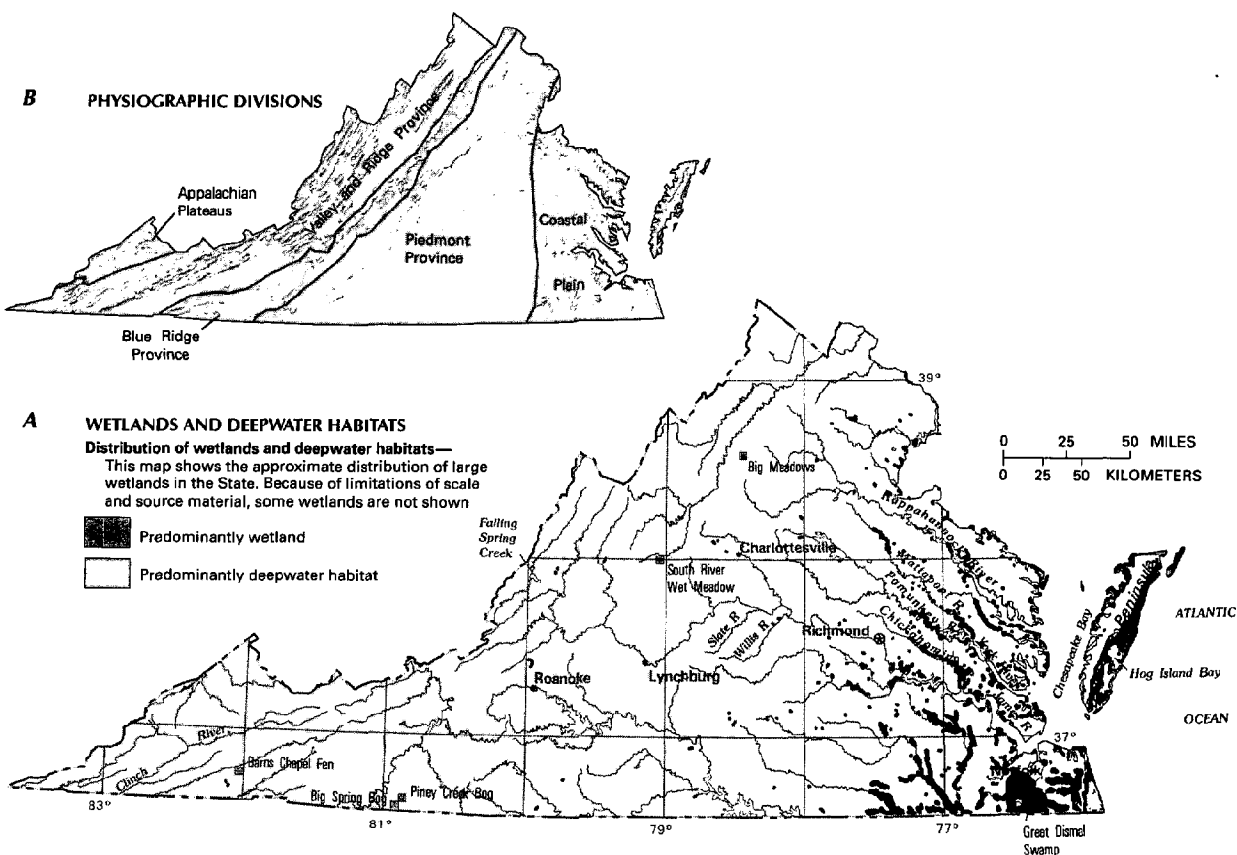 B PHYSIOGRAPHIC DIVISIONS
Valley and Ridge Province
Appalachian
Plateaus
Piedmont
Province
Coastal
Plain
Blue Ridge
Province
A WETLANDS AND DEEPWATER HABITATS
Distribution of wetlands and deepwater habitats—
This map shows the approximate distribution of large
wetlands in the State. Because of limitations of scale
and source material, some wetlands are not shown
Predominantly wetland
Predominantly deepwater habitat
39°
0 25 50 MILES
0 25 50 KILOMETERS
Big Meadows
Falling
Spring
Creek
Rappahannock River
Charlottesville
South River
Wet Meadow
Mattaponi R
Pamunkey
York River
Chickahominy
Slate R
Willis R
Richmond
Chesapeake Bay
Peninsula
ATLANTIC
Hog Island Bay
OCEAN
Roanoke
Lynchburg
James R
37°
Clinch River
Barns Chapel Fen
Big Spring Bog
Piney Creek Bog
83°
81°
79°
77°
Great Dismal
Swamp